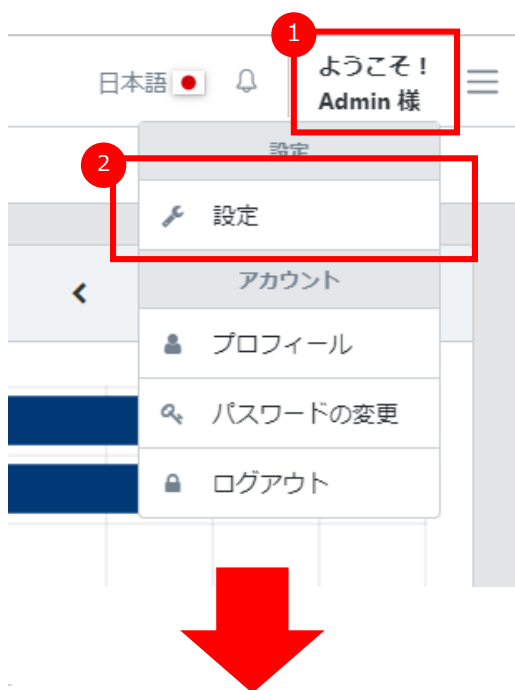 1
日本語
ようこそ！
Admin 様
設定
2
設定
アカウント
プロフィール
パスワードの変更
ログアウト